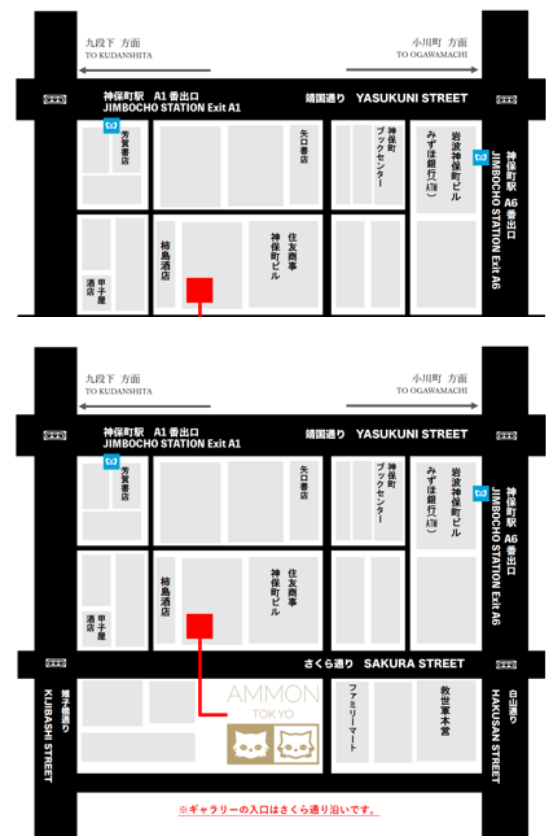 九段下 方面
TO KUDANSHITA
小川町 方面
TO OGAWAMACHI
神保町駅 A1 番出口
JIMBOCHO STATION Exit A1
靖国通り YASUKUNI STREET
芳賀書店
矢口書店
神保町
ブックセンター
岩波神保町ビル
みずほ銀行(ATM)
神保町駅 A6 番出口
JIMBOCHO STATION Exit A6
柿島酒店
住友商事
神保町ビル
甲子屋
酒店
九段下 方面
TO KUDANSHITA
小川町 方面
TO OGAWAMACHI
神保町駅 A1 番出口
JIMBOCHO STATION Exit A1
靖国通り YASUKUNI STREET
芳賀書店
矢口書店
神保町
ブックセンター
岩波神保町ビル
みずほ銀行(ATM)
神保町駅 A6 番出口
JIMBOCHO STATION Exit A6
柿島酒店
住友商事
神保町ビル
甲子屋
酒店
さくら通り SAKURA STREET
雉子橋通り
KIJIBASHI STREET
AMMON
TOKYO
ファミリーマート
救世軍本営
白山通り
HAKUSAN STREET
※ギャラリーの入口はさくら通り沿いです。